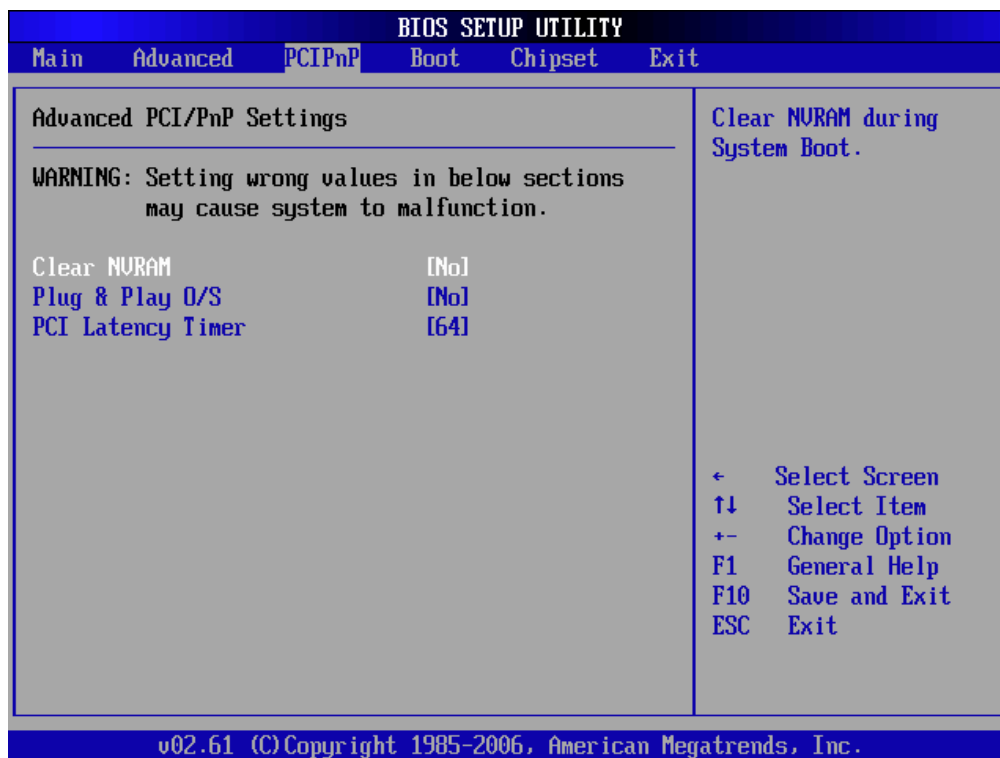 BIOS SETUP UTILITY
Main Advanced PCIPnP Boot Chipset Exit
Advanced PCI/PnP Settings
WARNING: Setting wrong values in below sections
may cause system to malfunction.
Clear NVRAM [No]
Plug & Play O/S [No]
PCI Latency Timer [64]
Clear NVRAM during
System Boot.
← Select Screen
↑↓ Select Item
+- Change Option
F1 General Help
F10 Save and Exit
ESC Exit
v02.61 (C)Copyright 1985-2006, American Megatrends, Inc.